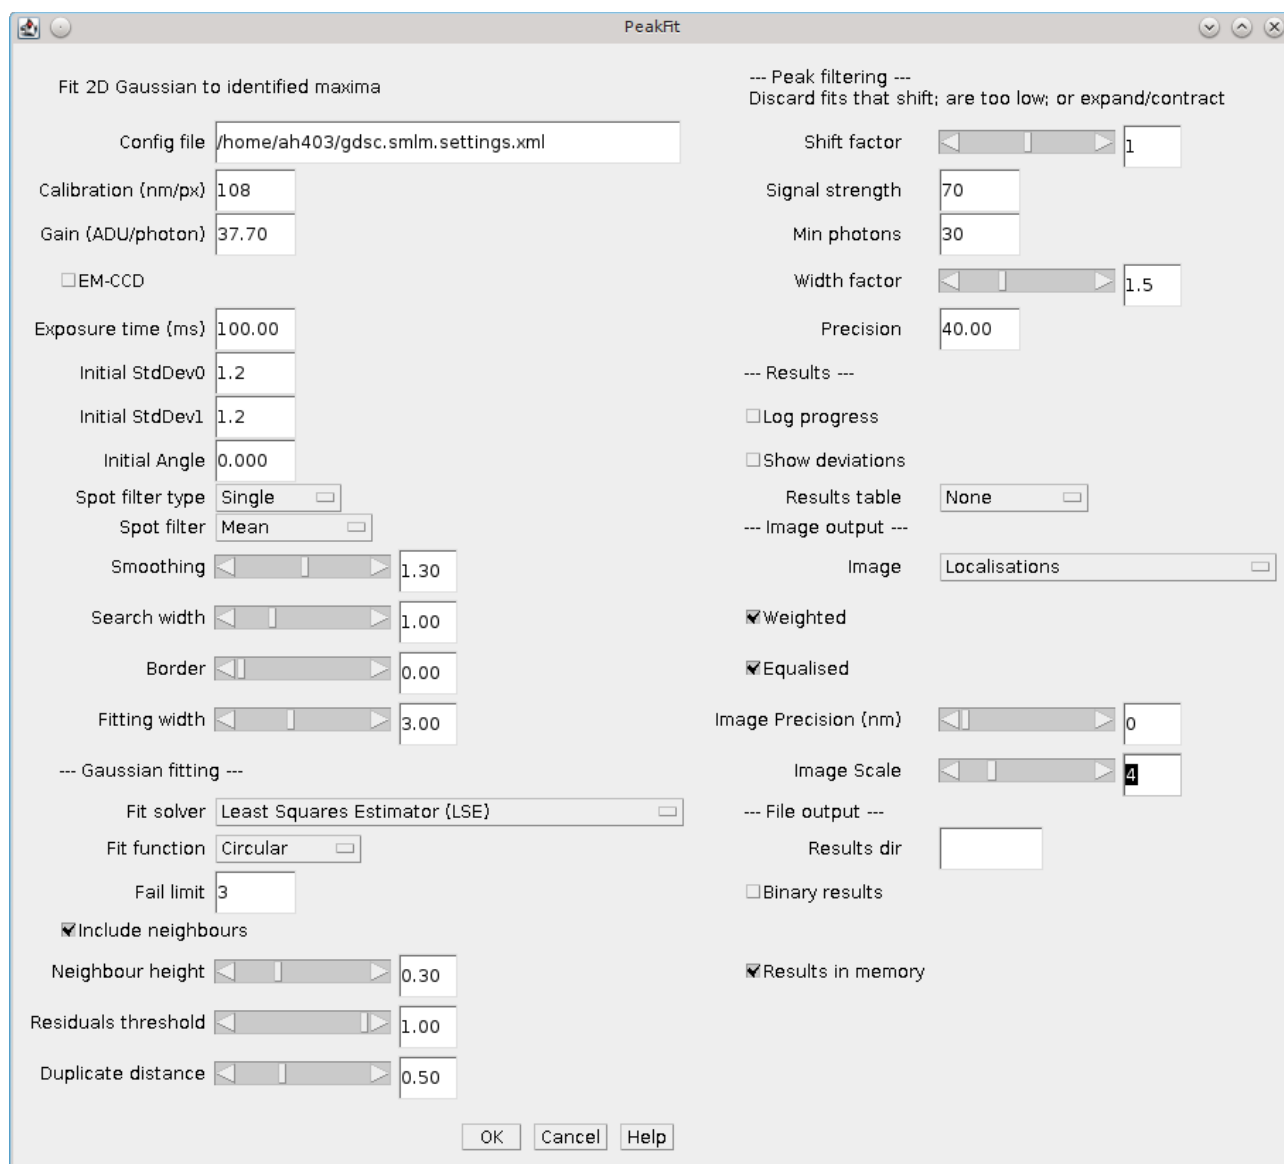 PeakFit
Fit 2D Gaussian to identified maxima
Config file /home/ah403/gdsc.smlm.settings.xml
Calibration (nm/px) 108
Gain (ADU/photon) 37.70
EM-CCD
Exposure time (ms) 100.00
Initial StdDev0 1.2
Initial StdDev1 1.2
Initial Angle 0.000
Spot filter type Single
Spot filter Mean
Smoothing 1.30
Search width 1.00
Border 0.00
Fitting width 3.00
--- Gaussian fitting ---
Fit solver Least Squares Estimator (LSE)
Fit function Circular
Fail limit 3
Include neighbours
Neighbour height 0.30
Residuals threshold 1.00
Duplicate distance 0.50
--- Peak filtering ---
Discard fits that shift; are too low; or expand/contract
Shift factor 1
Signal strength 70
Min photons 30
Width factor 1.5
Precision 40.00
--- Results ---
Log progress
Show deviations
Results table None
--- Image output ---
Image Localisations
Weighted
Equalised
Image Precision (nm) 0
Image Scale 4
--- File output ---
Results dir
Binary results
Results in memory
OK Cancel Help